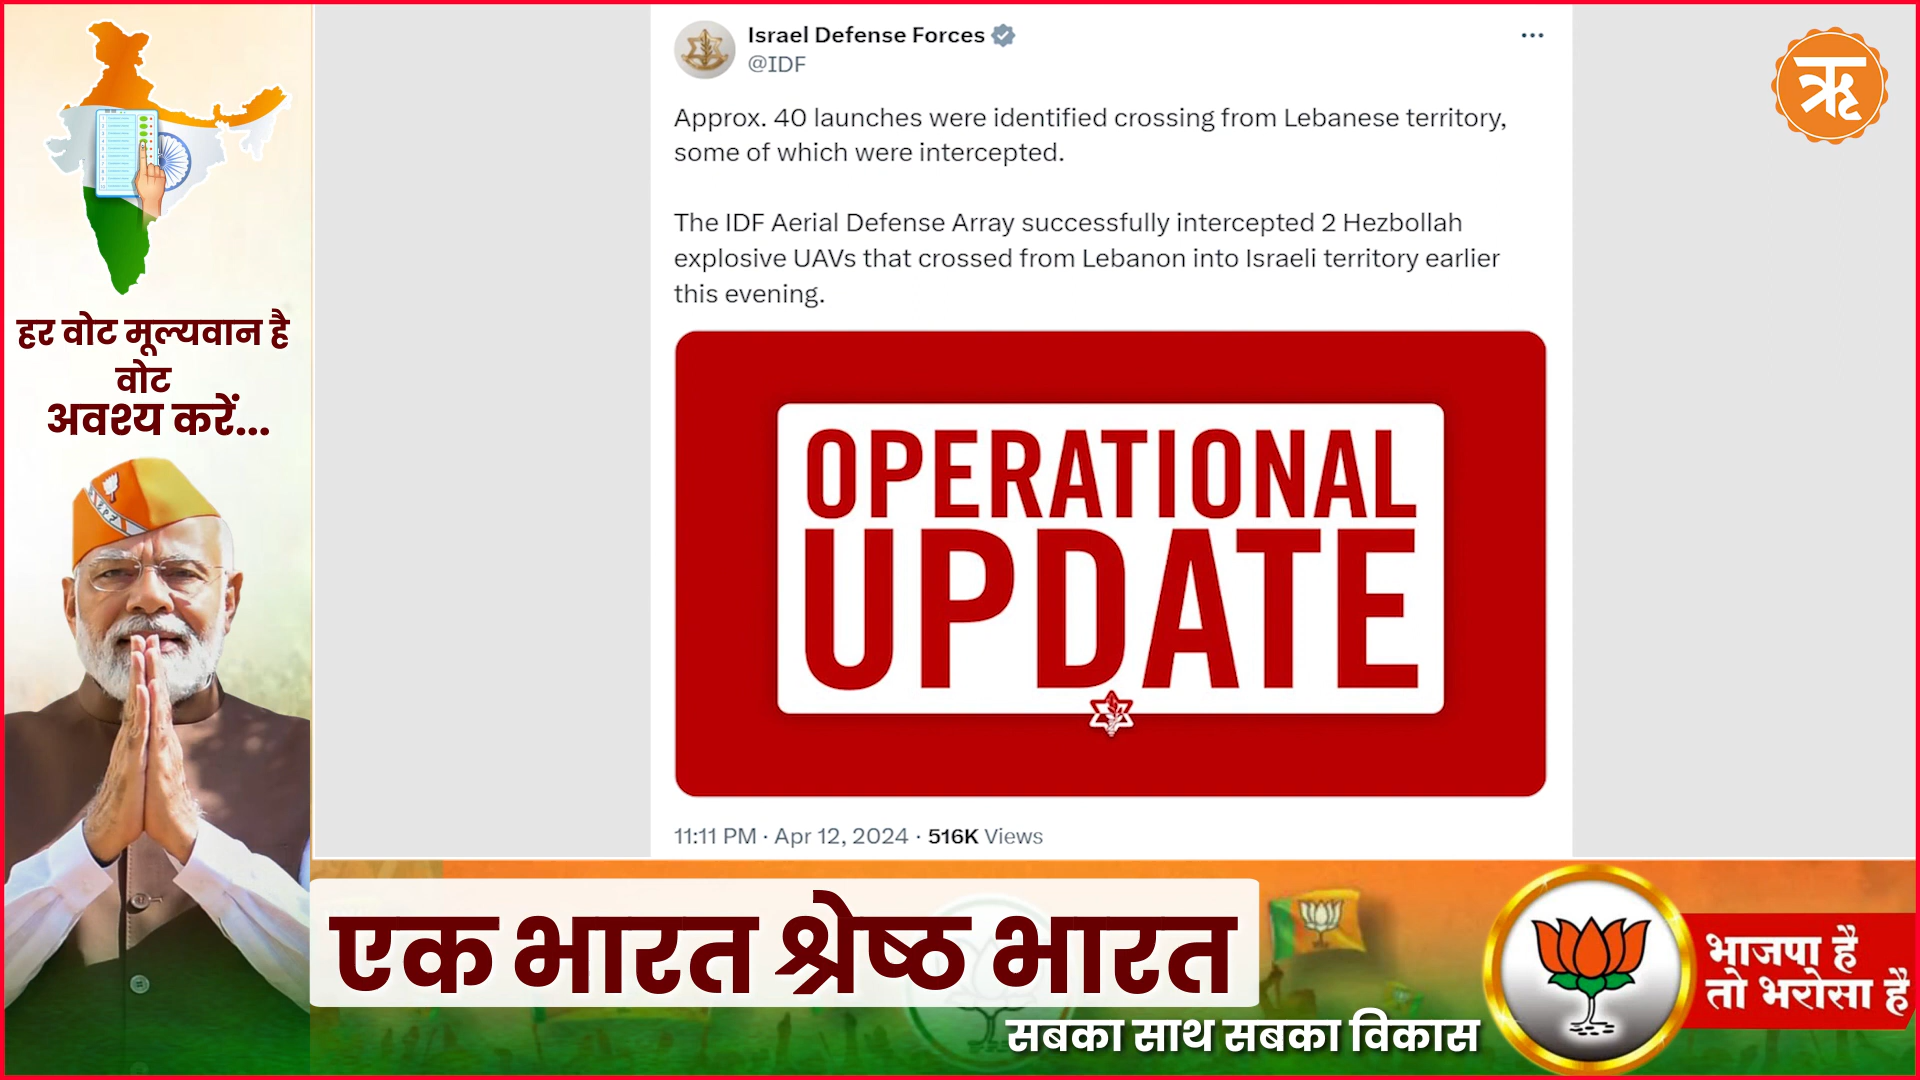 Israel Defense Forces
@IDF
Approx. 40 launches were identified crossing from Lebanese territory,
some of which were intercepted.
The IDF Aerial Defense Array successfully intercepted 2 Hezbollah
explosive UAVs that crossed from Lebanon into Israeli territory earlier
this evening.
OPERATIONAL
UPDATE
11:11 PM · Apr 12, 2024 · 516K Views
ऋ
हर वोट मूल्यवान है
वोट
अवश्य करें...
एक भारत श्रेष्ठ भारत
सबका साथ सबका विकास
भाजपा है
तो भरोसा है